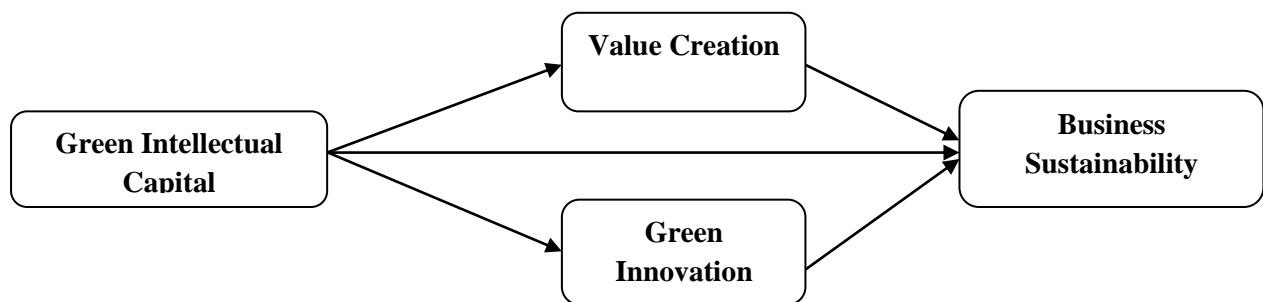 Value Creation
Green Intellectual
Capital
Business
Sustainability
Green
Innovation